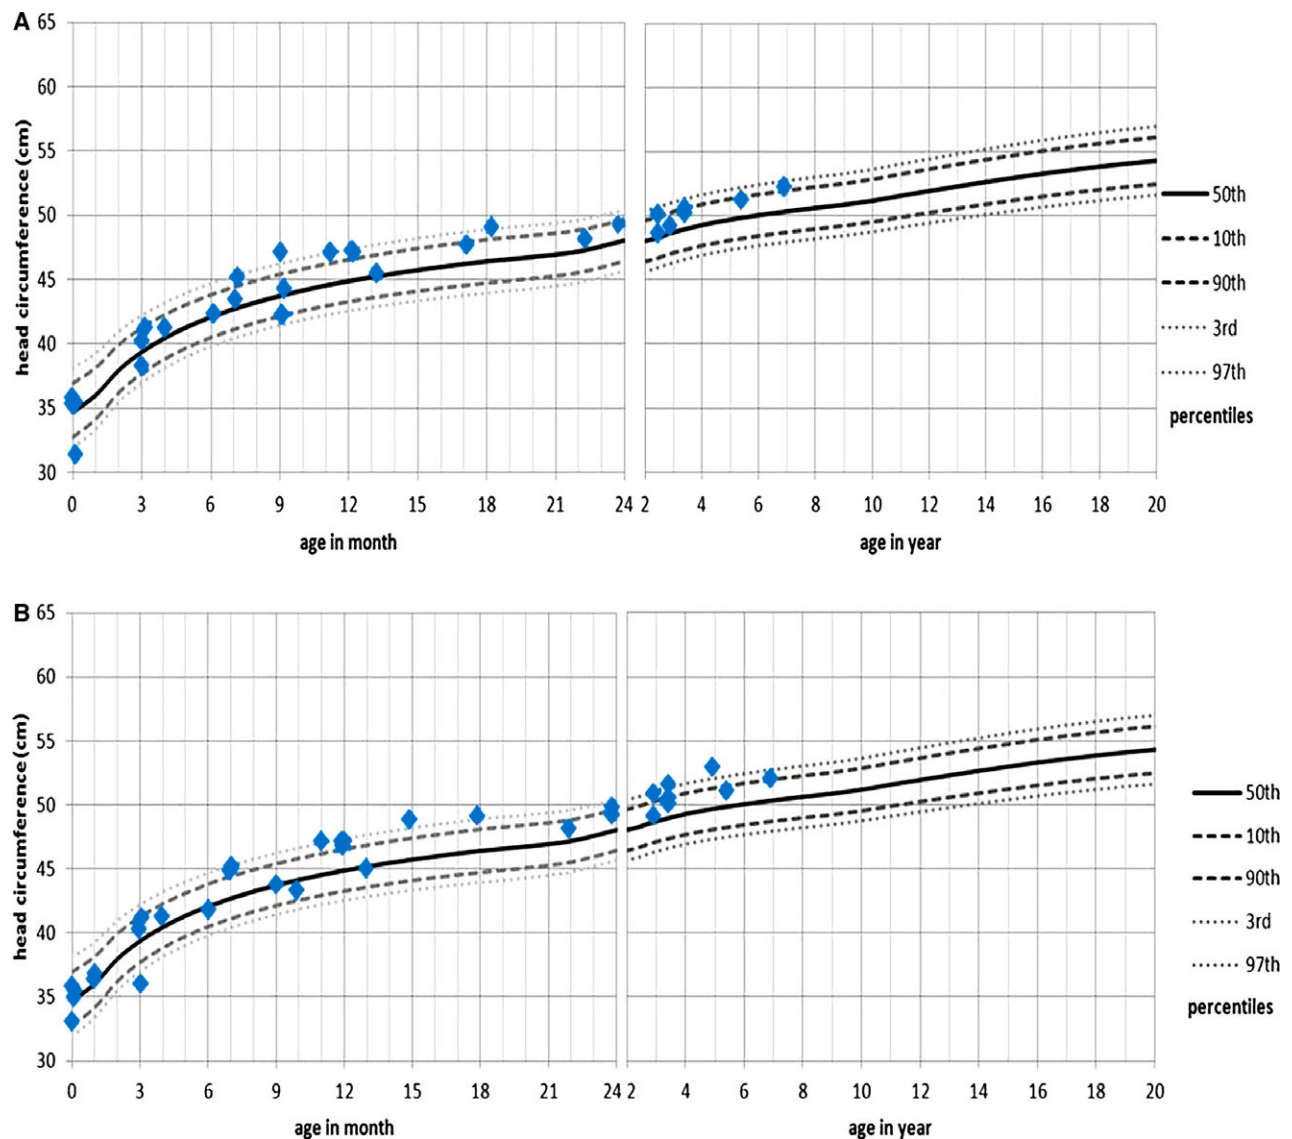 A
65
60
55
50
45
40
35
30
head circumference (cm)
0 3 6 9 12 15 18 21 24 2 4 6 8 10 12 14 16 18 20
age in month
age in year
50th
10th
90th
3rd
97th
percentiles
B
65
60
55
50
45
40
35
30
head circumference (cm)
0 3 6 9 12 15 18 21 24 2 4 6 8 10 12 14 16 18 20
age in month
age in year
50th
10th
90th
3rd
97th
percentiles